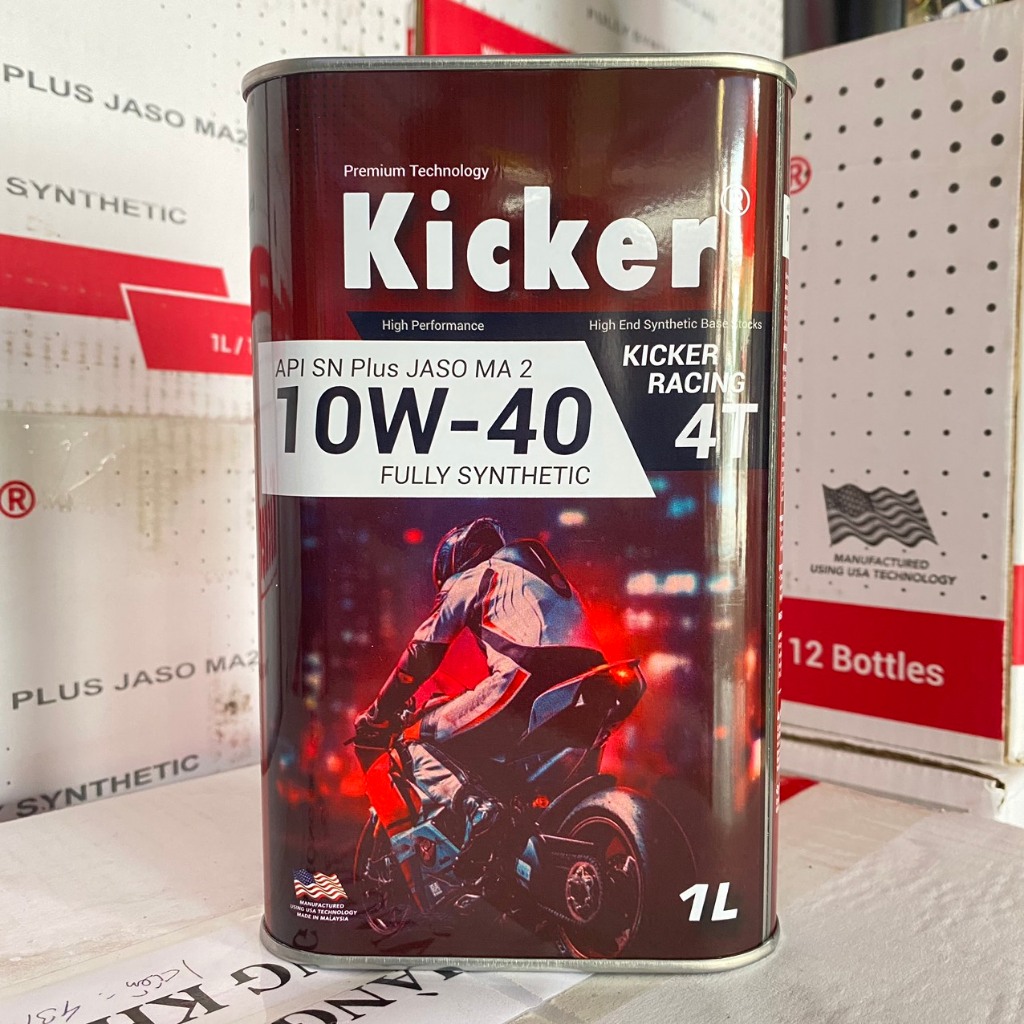 PLUS JASO MA2
SYNTHETIC
1L /
®
PLUS JASO MA2
SYNTHETIC
FULLY SYNTHETIC
Premium Technology
Kicker®
High Performance
High End Synthetic Base Stocks
API SN Plus JASO MA 2
10W-40
FULLY SYNTHETIC
KICKER
RACING
4T
MANUFACTURED
USING USA TECHNOLOGY
MADE IN MALAYSIA
1L
®
MANUFACTURED
USING USA TECHNOLOGY
12 Bottles